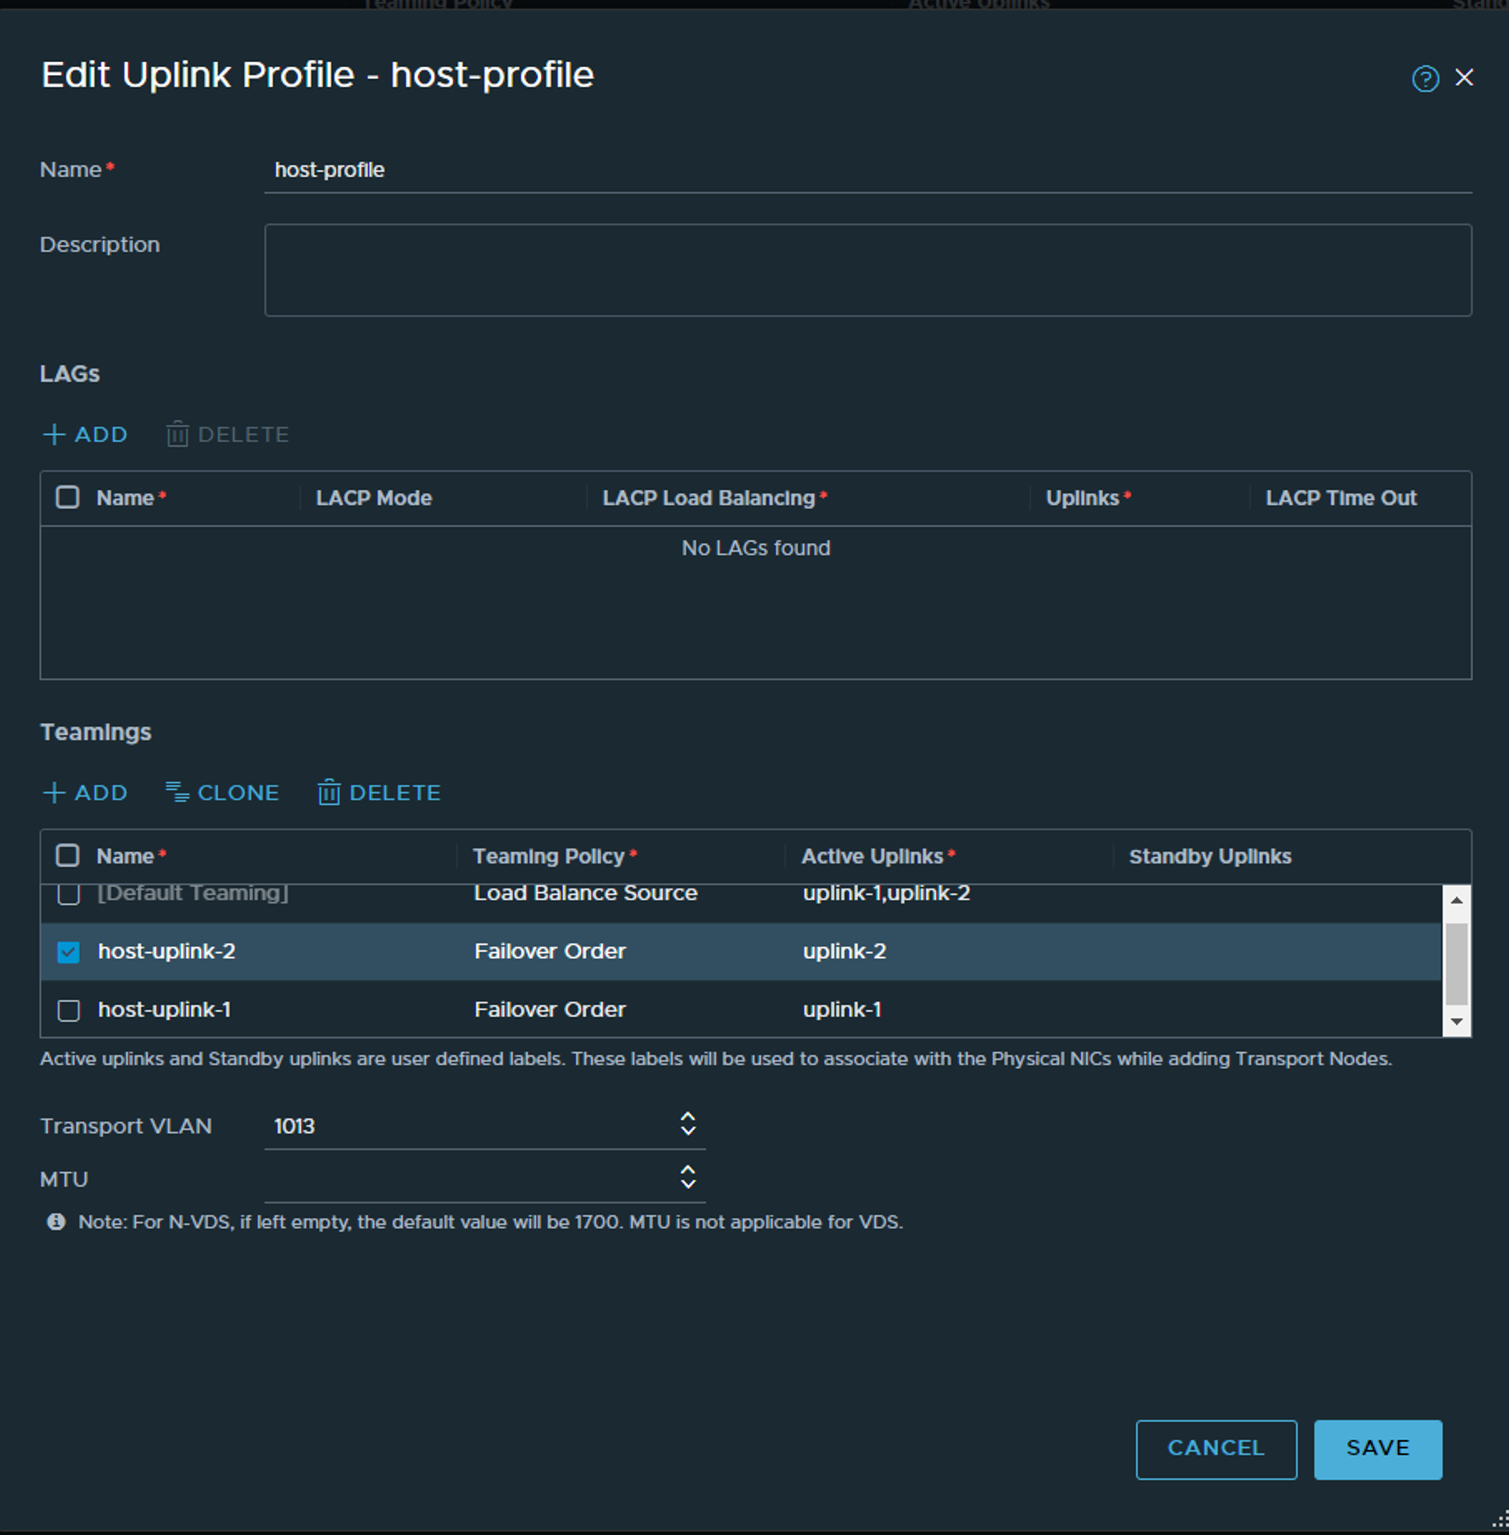 Teaming Policy Active Uplinks
Edit Uplink Profile - host-profile
Name* host-profile
Description
LAGs
ADD DELETE
Name* LACP Mode LACP Load Balancing* Uplinks* LACP Time Out
No LAGs found
Teamings
ADD CLONE DELETE
Name* Teaming Policy* Active Uplinks* Standby Uplinks
[Default Teaming] Load Balance Source uplink-1,uplink-2
host-uplink-2 Failover Order uplink-2
host-uplink-1 Failover Order uplink-1
Active uplinks and Standby uplinks are user defined labels. These labels will be used to associate with the Physical NICs while adding Transport Nodes.
Transport VLAN 1013
MTU
Note: For N-VDS, if left empty, the default value will be 1700. MTU is not applicable for VDS.
CANCEL SAVE